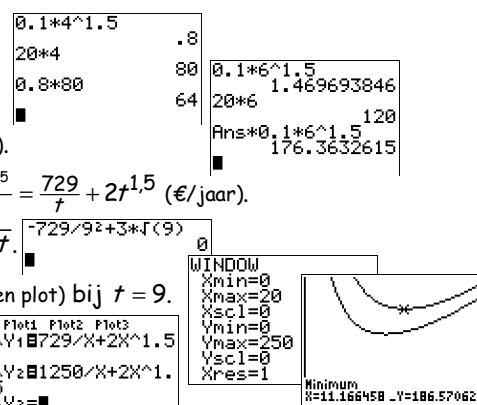 0.1*4^1.5
.8
20*4
80
0.8*80
64
0.1*6^1.5
1.469693846
20*6
120
Ans*0.1*6^1.5
176.3632615
).
5 = 729/t + 2t^1,5 (€/jaar).
t.
-729/9²+3*√(9)
0
en plot) bij t = 9.
WINDOW
Xmin=0
Xmax=20
Xscl=0
Ymin=0
Ymax=250
Yscl=0
Xres=1
Plot1 Plot2 Plot3
Y1=729/X+2X^1.5
Y2=1250/X+2X^1.
5
Y3=
Minimum
X=11.166458 Y=186.57062